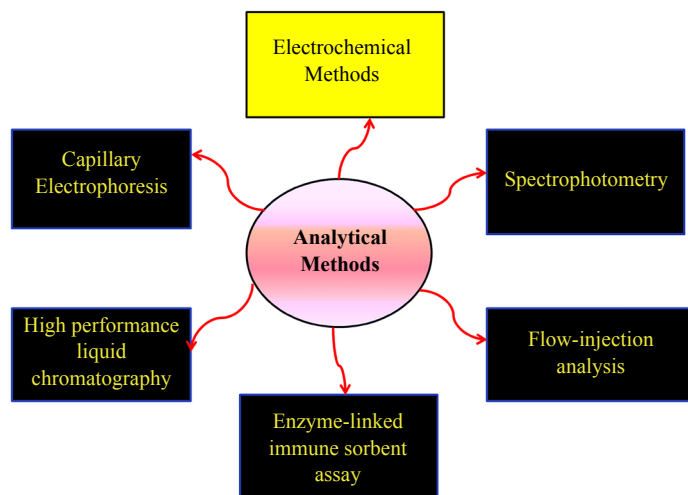 Electrochemical
Methods
Capillary
Electrophoresis
Spectrophotometry
Analytical
Methods
High performance
liquid
chromatography
Flow-injection
analysis
Enzyme-linked
immune sorbent
assay